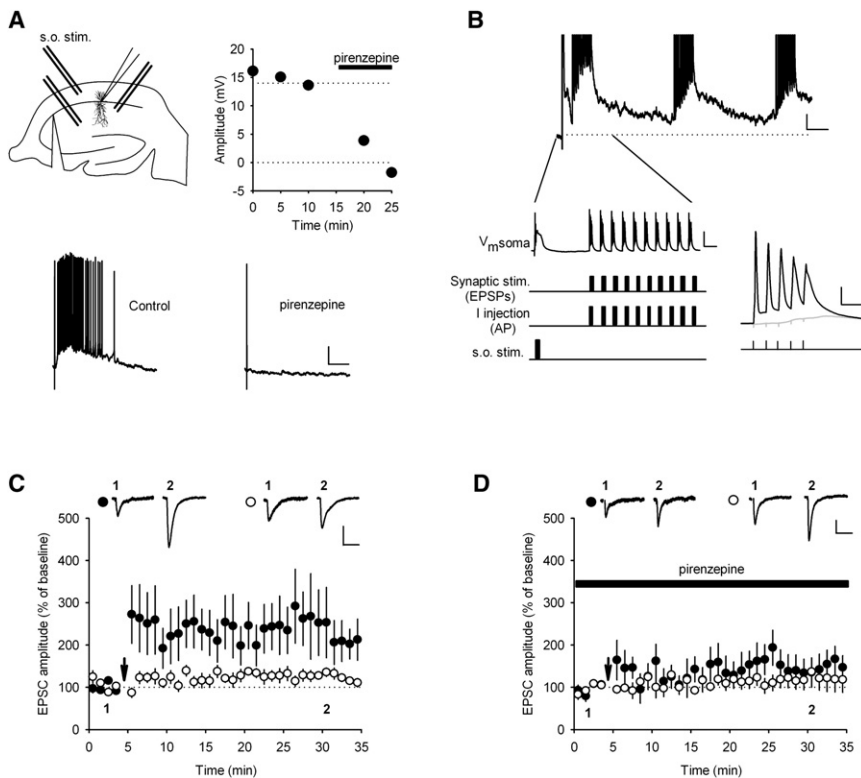 A
s.o. stim.
pirenzepine
Amplitude (mV)
20
15
10
5
0
-5
0 5 10 15 20 25
Time (min)
Control
pirenzepine
B
Vmsoma
Synaptic stim.
(EPSPs)
I injection
(AP)
s.o. stim.
C
1 2 1 2
EPSC amplitude (% of baseline)
500
400
300
200
100
0
1 2
0 5 10 15 20 25 30 35
Time (min)
D
1 2 1 2
EPSC amplitude (% of baseline)
500
400
300
200
100
0
pirenzepine
1 2
0 5 10 15 20 25 30 35
Time (min)